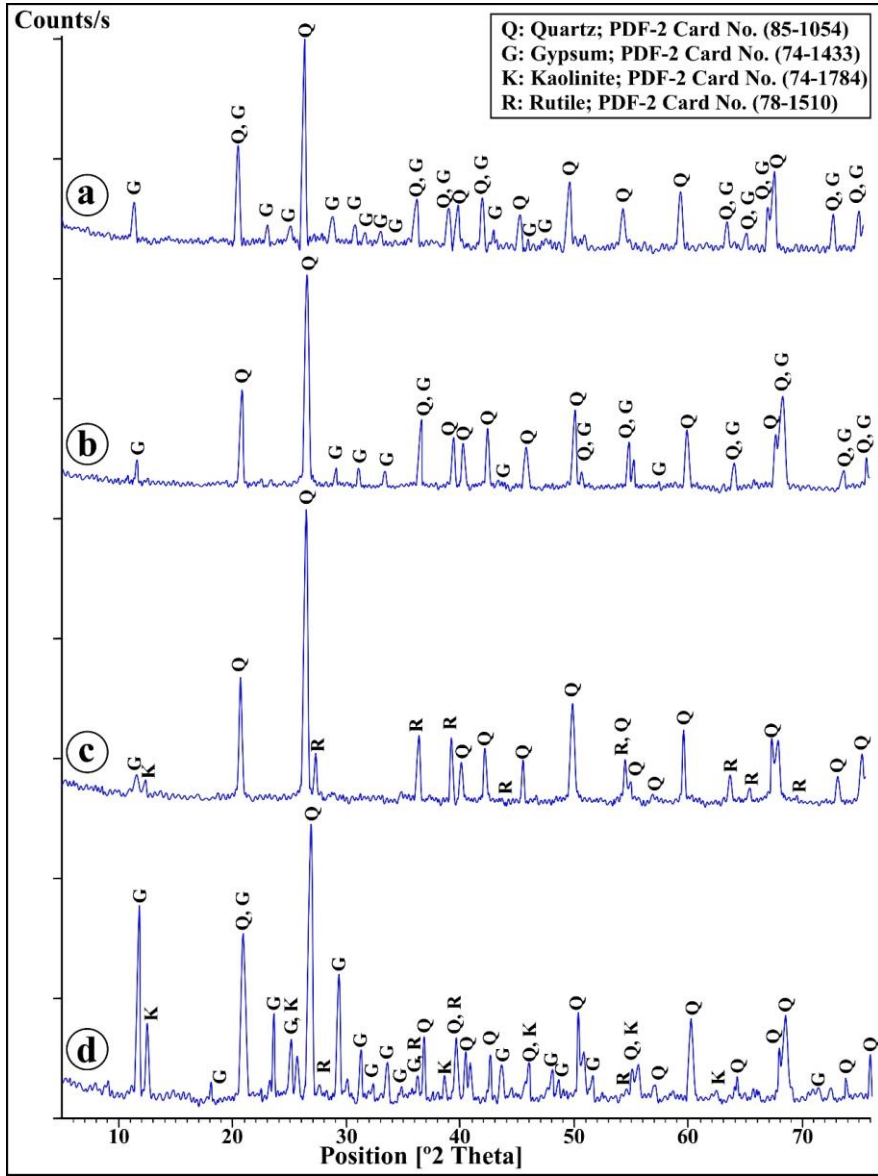 Counts/s
Q: Quartz; PDF-2 Card No. (85-1054)
G: Gypsum; PDF-2 Card No. (74-1433)
K: Kaolinite; PDF-2 Card No. (74-1784)
R: Rutile; PDF-2 Card No. (78-1510)
a
G Q, G G G Q G G G G G Q, G Q, G Q Q, G G Q G G Q Q Q Q, G Q, G Q, G Q Q, G Q, G
b
G Q Q G G G Q, G Q Q Q G Q Q Q, G Q, G G Q Q, G Q Q, G Q, G Q, G
c
G K Q Q R R R Q Q R Q Q R, Q Q Q Q R R Q R Q Q
d
G K G Q, G G G, K Q R G G G G G G, R Q K Q, R Q Q G Q, K G G Q G R Q, K Q Q K Q Q Q G Q Q
10 20 30 40 50 60 70
Position [°2 Theta]